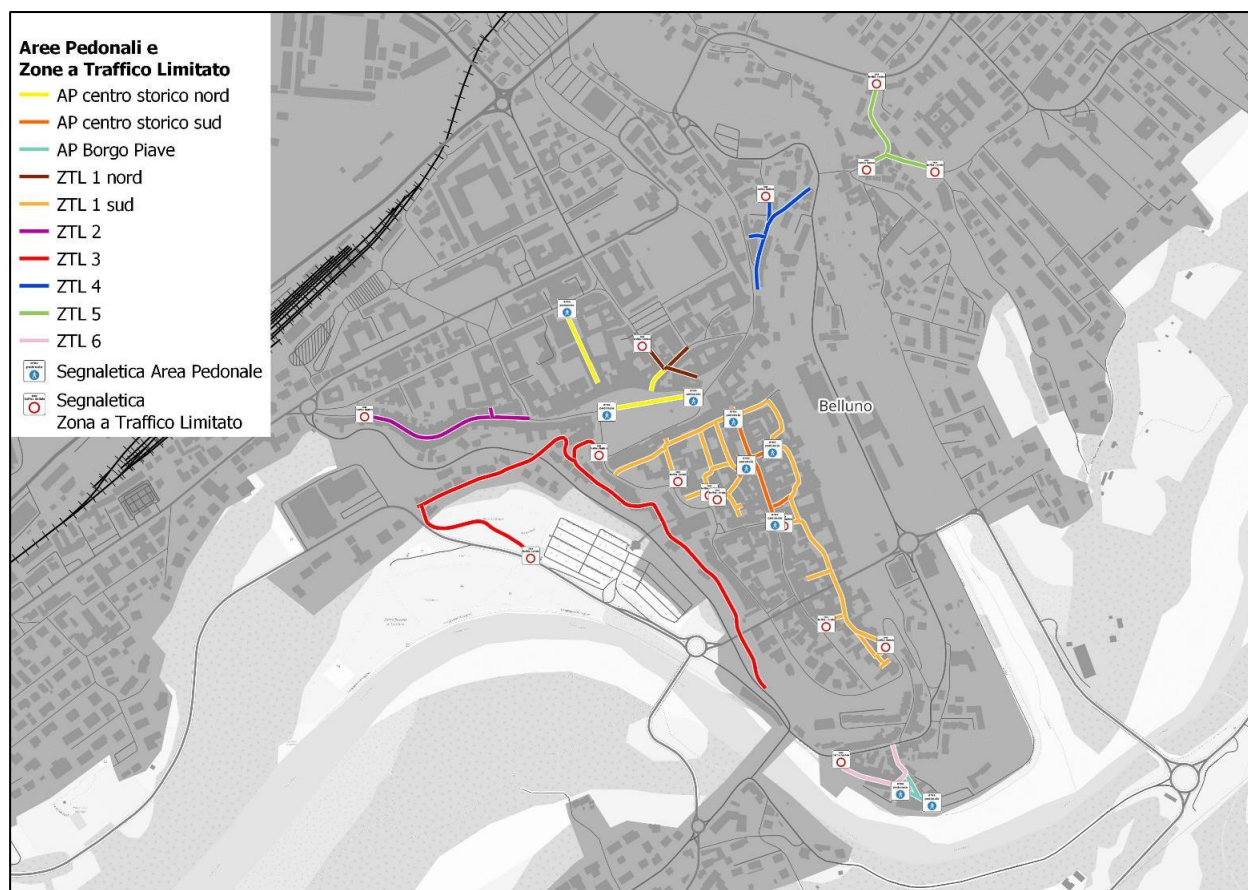 Aree Pedonali e
Zone a Traffico Limitato
AP centro storico nord
AP centro storico sud
AP Borgo Piave
ZTL 1 nord
ZTL 1 sud
ZTL 2
ZTL 3
ZTL 4
ZTL 5
ZTL 6
Segnaletica Area Pedonale
Segnaletica
Zona a Traffico Limitato
Belluno